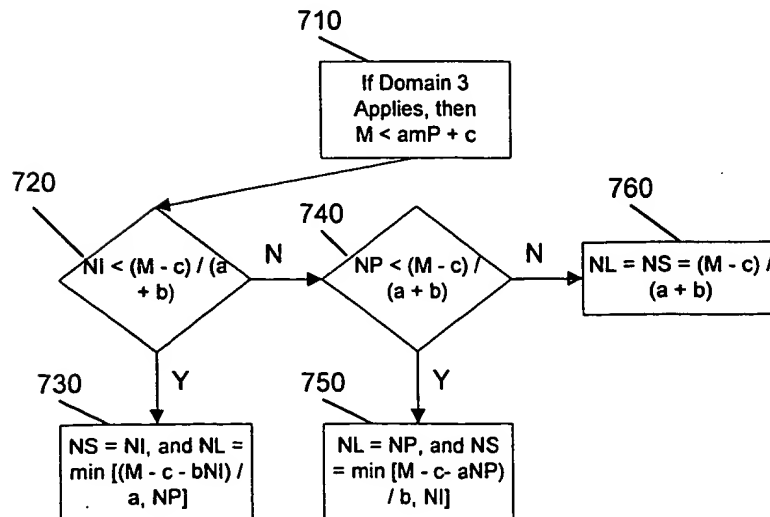 710
If Domain 3
Applies, then
M < amP + c
720
NI < (M - c) / (a
+ b)
N
740
NP < (M - c) /
(a + b)
N
760
NL = NS = (M - c) /
(a + b)
Y
730
NS = NI, and NL =
min [(M - c - bNI) /
a, NP]
Y
750
NL = NP, and NS
= min [M - c- aNP)
/ b, NI]